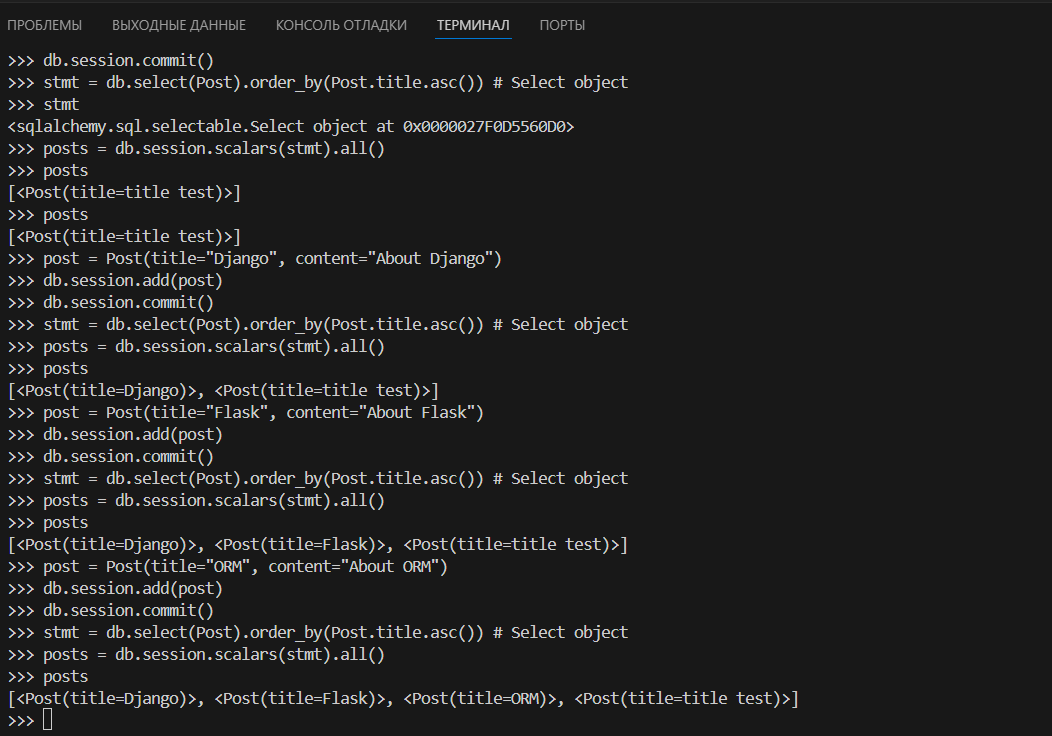 ПРОБЛЕМЫ ВЫХОДНЫЕ ДАННЫЕ КОНСОЛЬ ОТЛАДКИ ТЕРМИНАЛ ПОРТЫ
>>> db.session.commit()
>>> stmt = db.select(Post).order_by(Post.title.asc()) # Select object
>>> stmt
<sqlalchemy.sql.selectable.Select object at 0x0000027F0D5560D0>
>>> posts = db.session.scalars(stmt).all()
>>> posts
[<Post(title=title test)>]
>>> posts
[<Post(title=title test)>]
>>> post = Post(title="Django", content="About Django")
>>> db.session.add(post)
>>> db.session.commit()
>>> stmt = db.select(Post).order_by(Post.title.asc()) # Select object
>>> posts = db.session.scalars(stmt).all()
>>> posts
[<Post(title=Django)>, <Post(title=title test)>]
>>> post = Post(title="Flask", content="About Flask")
>>> db.session.add(post)
>>> db.session.commit()
>>> stmt = db.select(Post).order_by(Post.title.asc()) # Select object
>>> posts = db.session.scalars(stmt).all()
>>> posts
[<Post(title=Django)>, <Post(title=Flask)>, <Post(title=title test)>]
>>> post = Post(title="ORM", content="About ORM")
>>> db.session.add(post)
>>> db.session.commit()
>>> stmt = db.select(Post).order_by(Post.title.asc()) # Select object
>>> posts = db.session.scalars(stmt).all()
>>> posts
[<Post(title=Django)>, <Post(title=Flask)>, <Post(title=ORM)>, <Post(title=title test)>]
>>>